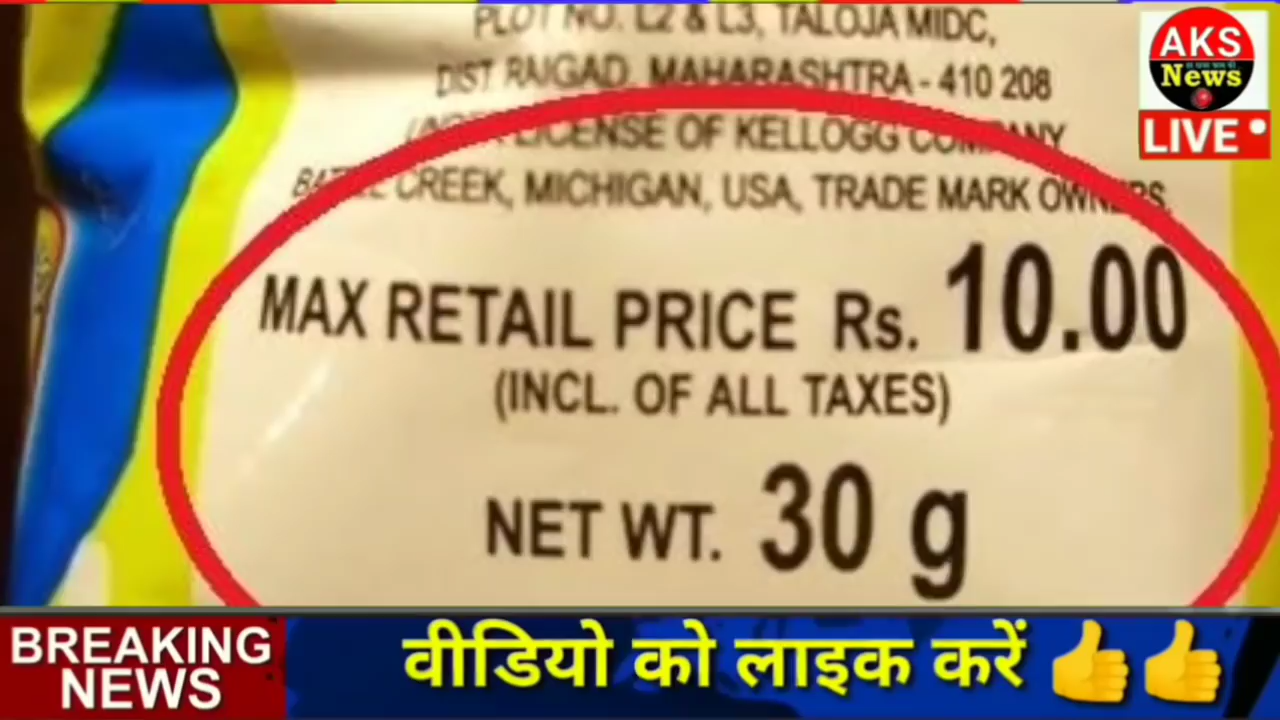 PLOT NO. L2 & L3, TALOJA MIDC,
DIST. RAIGAD, MAHARASHTRA - 410 208
LICENSE OF KELLOGG COMPANY
BATTLE CREEK, MICHIGAN, USA, TRADE MARK OWNERS.
MAX RETAIL PRICE Rs. 10.00
(INCL. OF ALL TAXES)
NET WT. 30 g
AKS
News
LIVE
BREAKING
NEWS
वीडियो को लाइक करें 👍👍